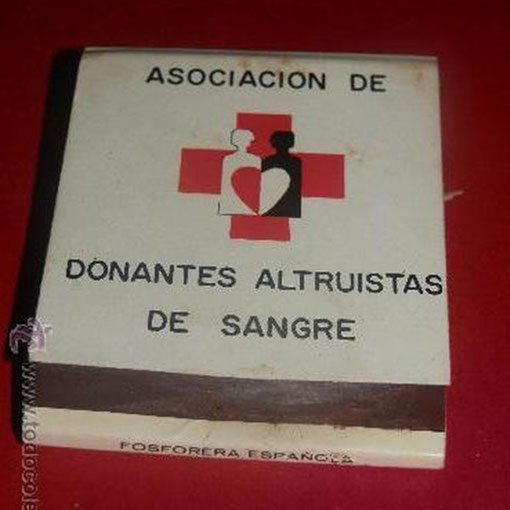 ASOCIACION DE
DONANTES ALTRUISTAS
DE SANGRE
FOSFORERA ESPAÑOLA